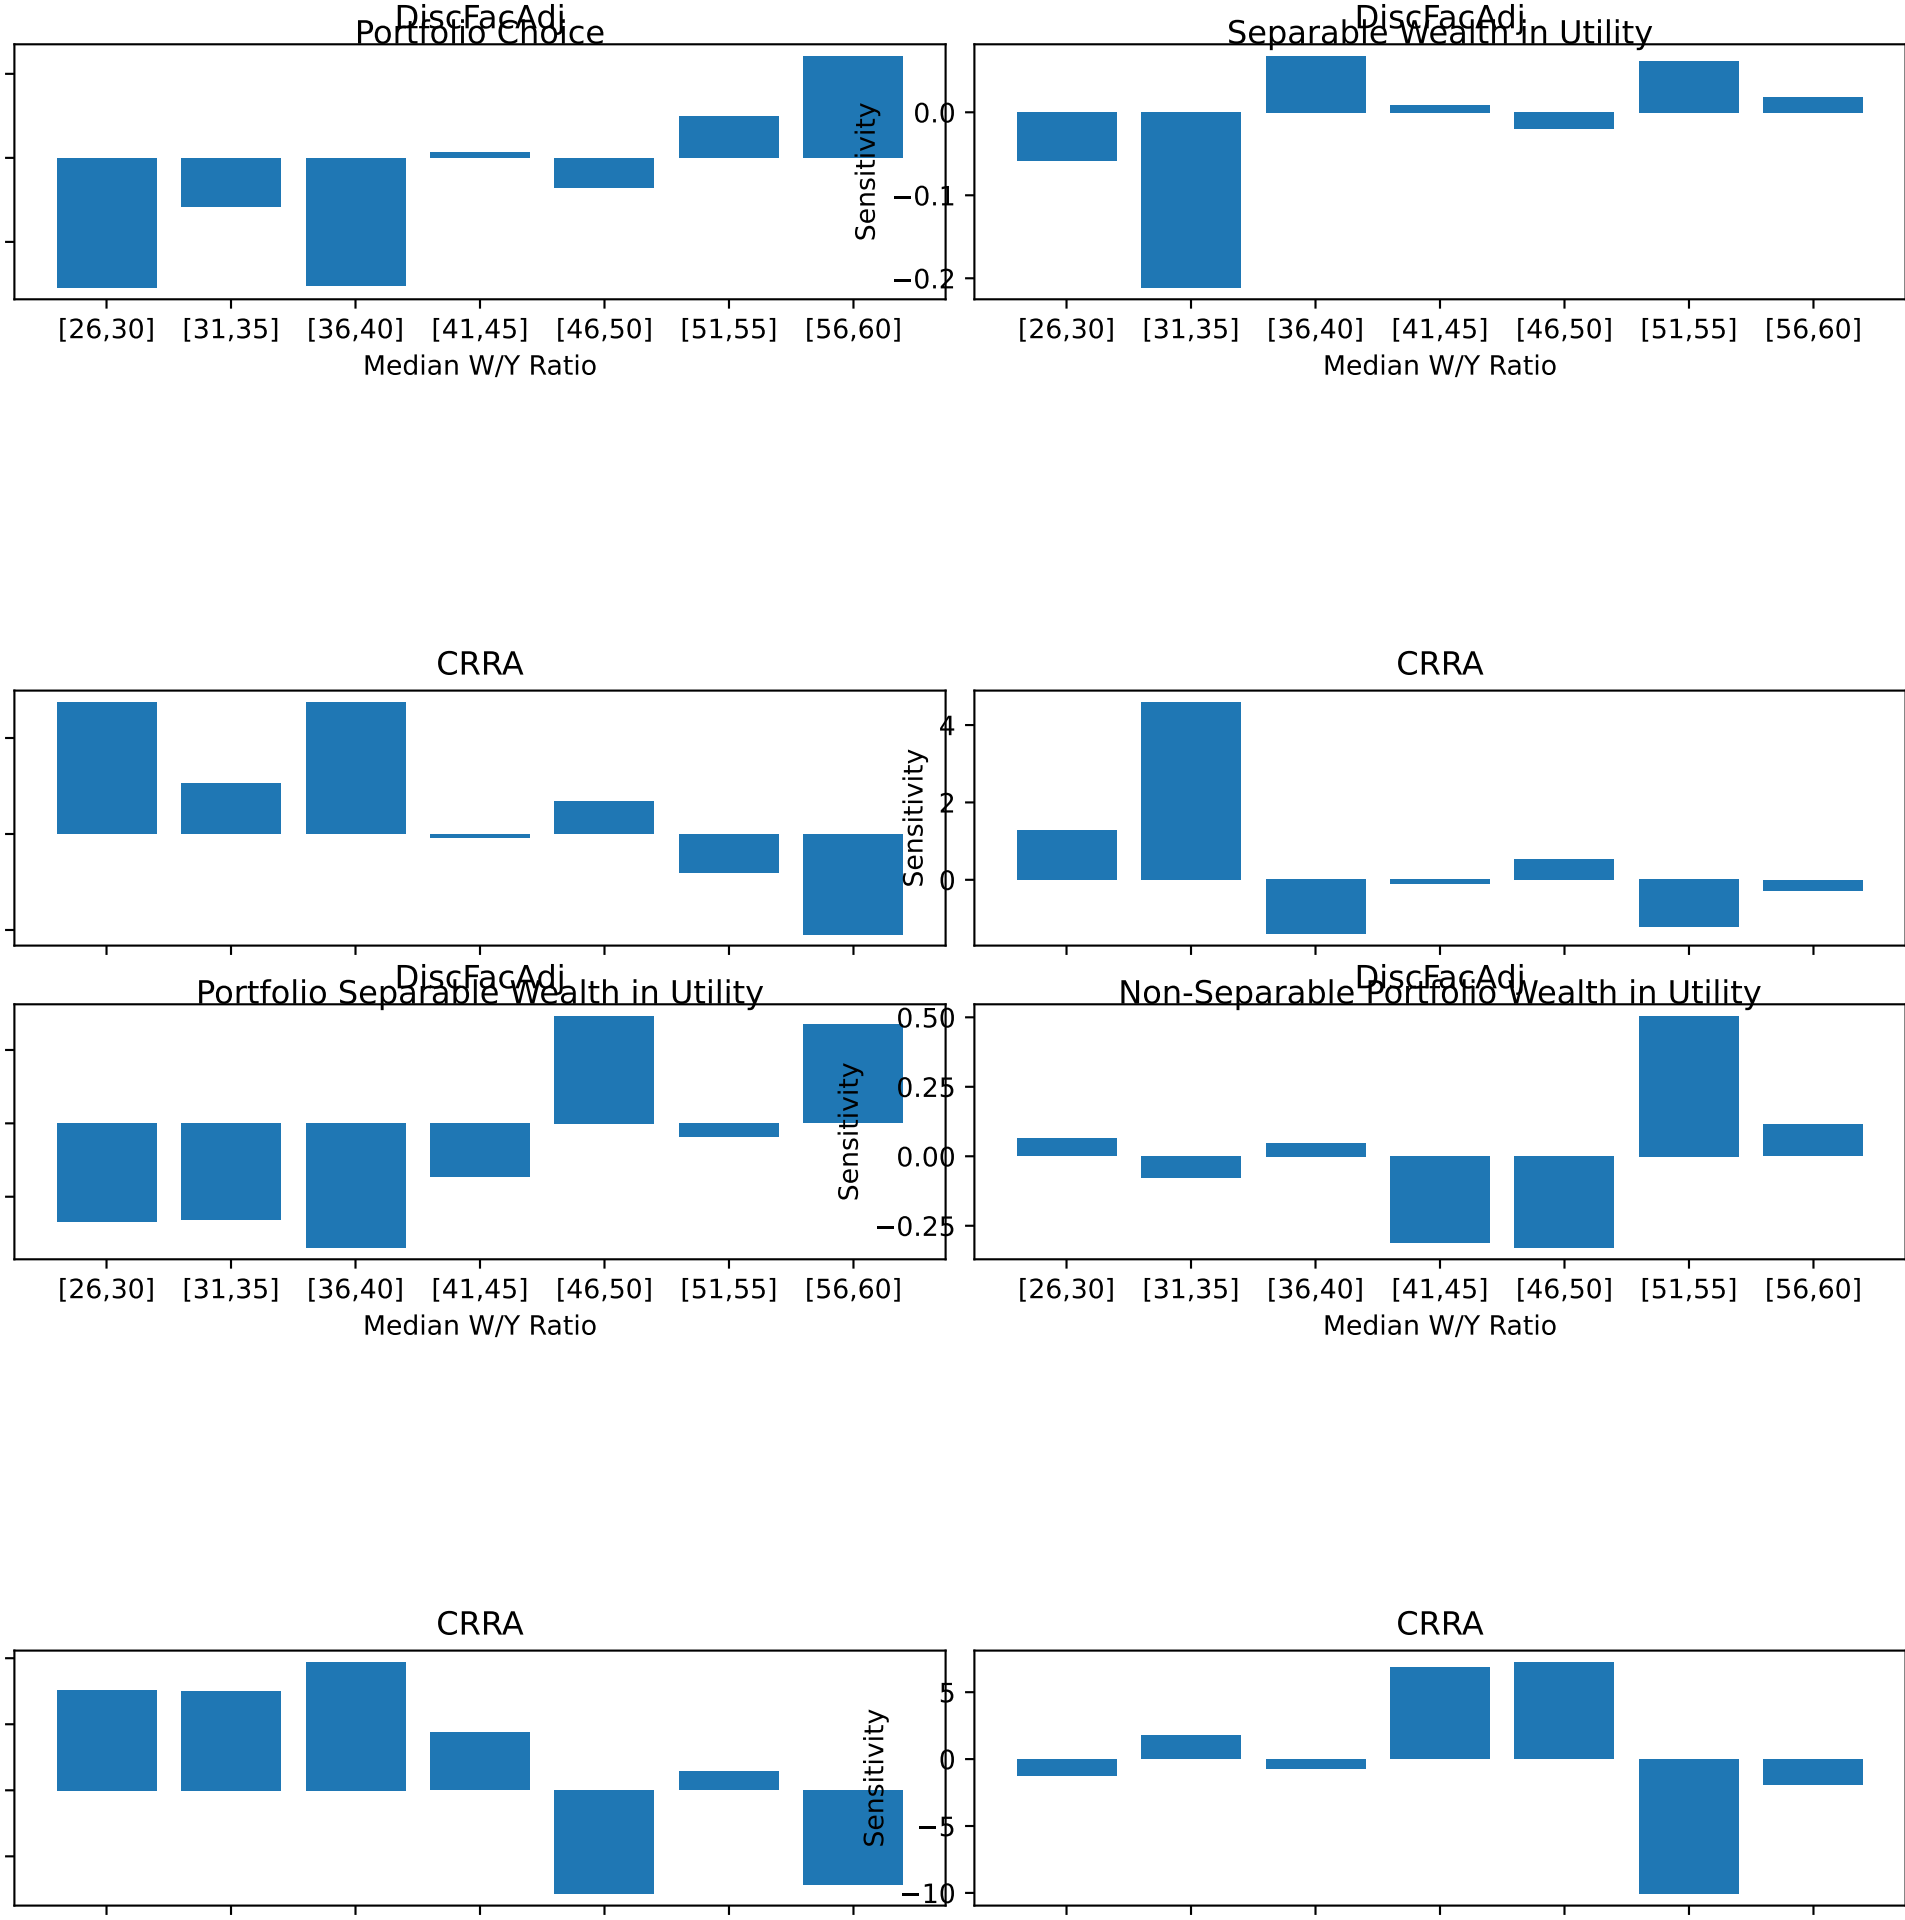 DiscFacAdj
Portfolio Choice
[26,30] [31,35] [36,40] [41,45] [46,50] [51,55] [56,60]
Median W/Y Ratio
DiscFacAdj
Separable Wealth in Utility
Sensitivity
0.0
−0.1
−0.2
[26,30] [31,35] [36,40] [41,45] [46,50] [51,55] [56,60]
Median W/Y Ratio
CRRA
CRRA
Sensitivity
4
2
0
DiscFacAdj
Portfolio Separable Wealth in Utility
[26,30] [31,35] [36,40] [41,45] [46,50] [51,55] [56,60]
Median W/Y Ratio
DiscFacAdj
Non-Separable Portfolio Wealth in Utility
Sensitivity
0.50
0.25
0.00
−0.25
[26,30] [31,35] [36,40] [41,45] [46,50] [51,55] [56,60]
Median W/Y Ratio
CRRA
CRRA
Sensitivity
5
0
−5
−10